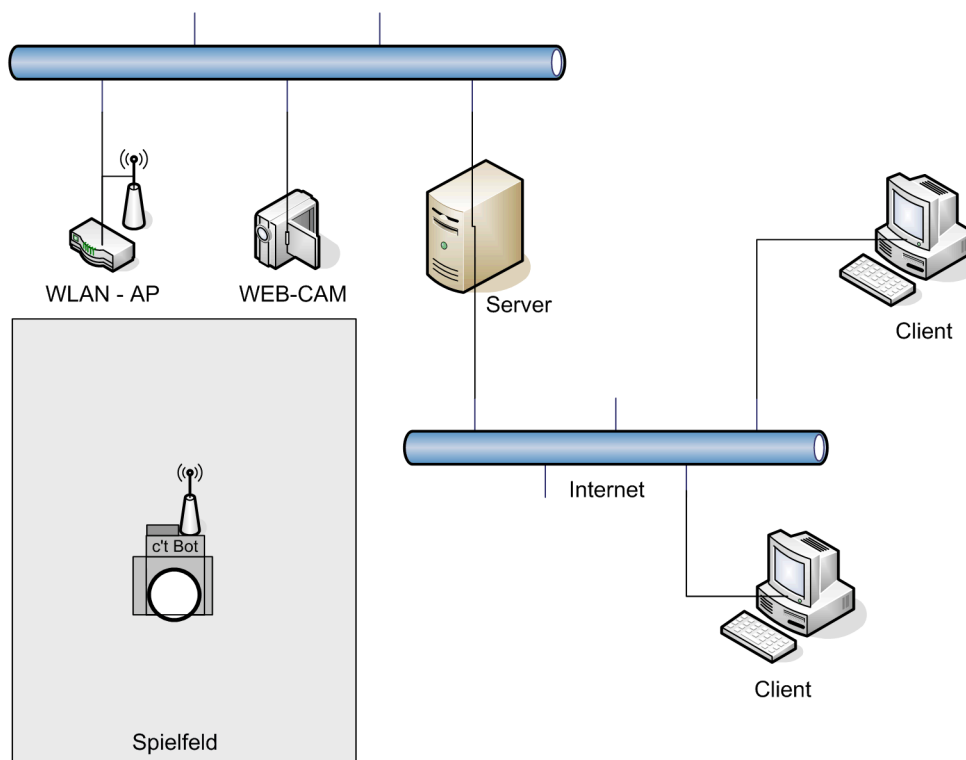 WLAN - AP
WEB-CAM
Server
Client
Internet
c't Bot
Client
Spielfeld